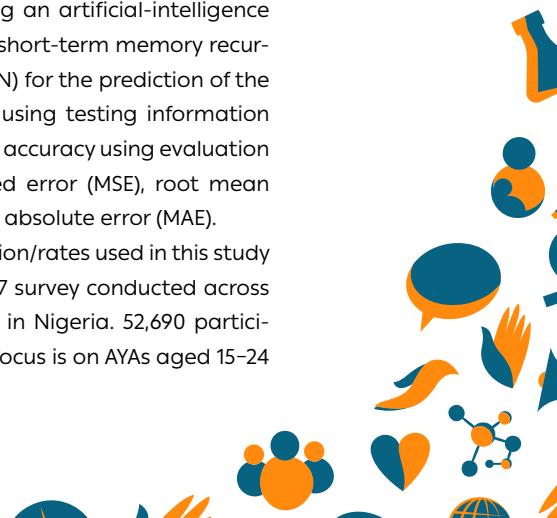 g an artificial-intelligence
short-term memory recur-
N) for the prediction of the
using testing information
accuracy using evaluation
ed error (MSE), root mean
absolute error (MAE).
ion/rates used in this study
7 survey conducted across
in Nigeria. 52,690 partici-
focus is on AYAs aged 15–24